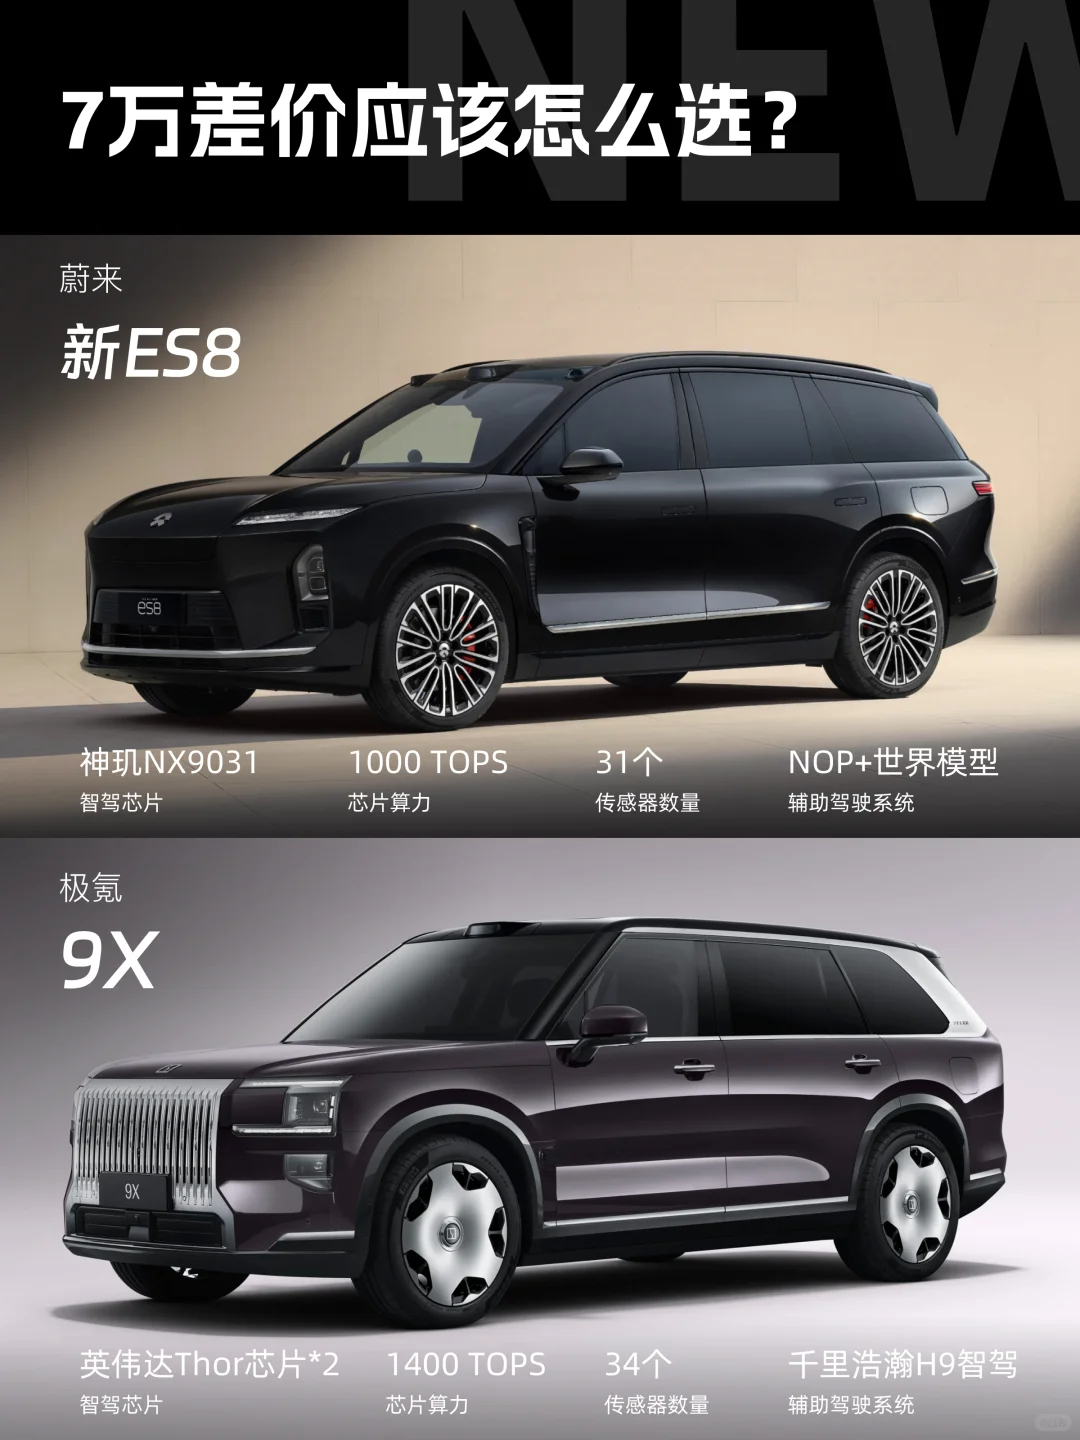 NEW
7万差价应该怎么选？
蔚来
新ES8
es8
神玑NX9031
1000 TOPS
31个
NOP+世界模型
智驾芯片
芯片算力
传感器数量
辅助驾驶系统
极氪
9X
9X
英伟达Thor芯片*2
1400 TOPS
34个
千里浩瀚H9智驾
智驾芯片
芯片算力
传感器数量
辅助驾驶系统